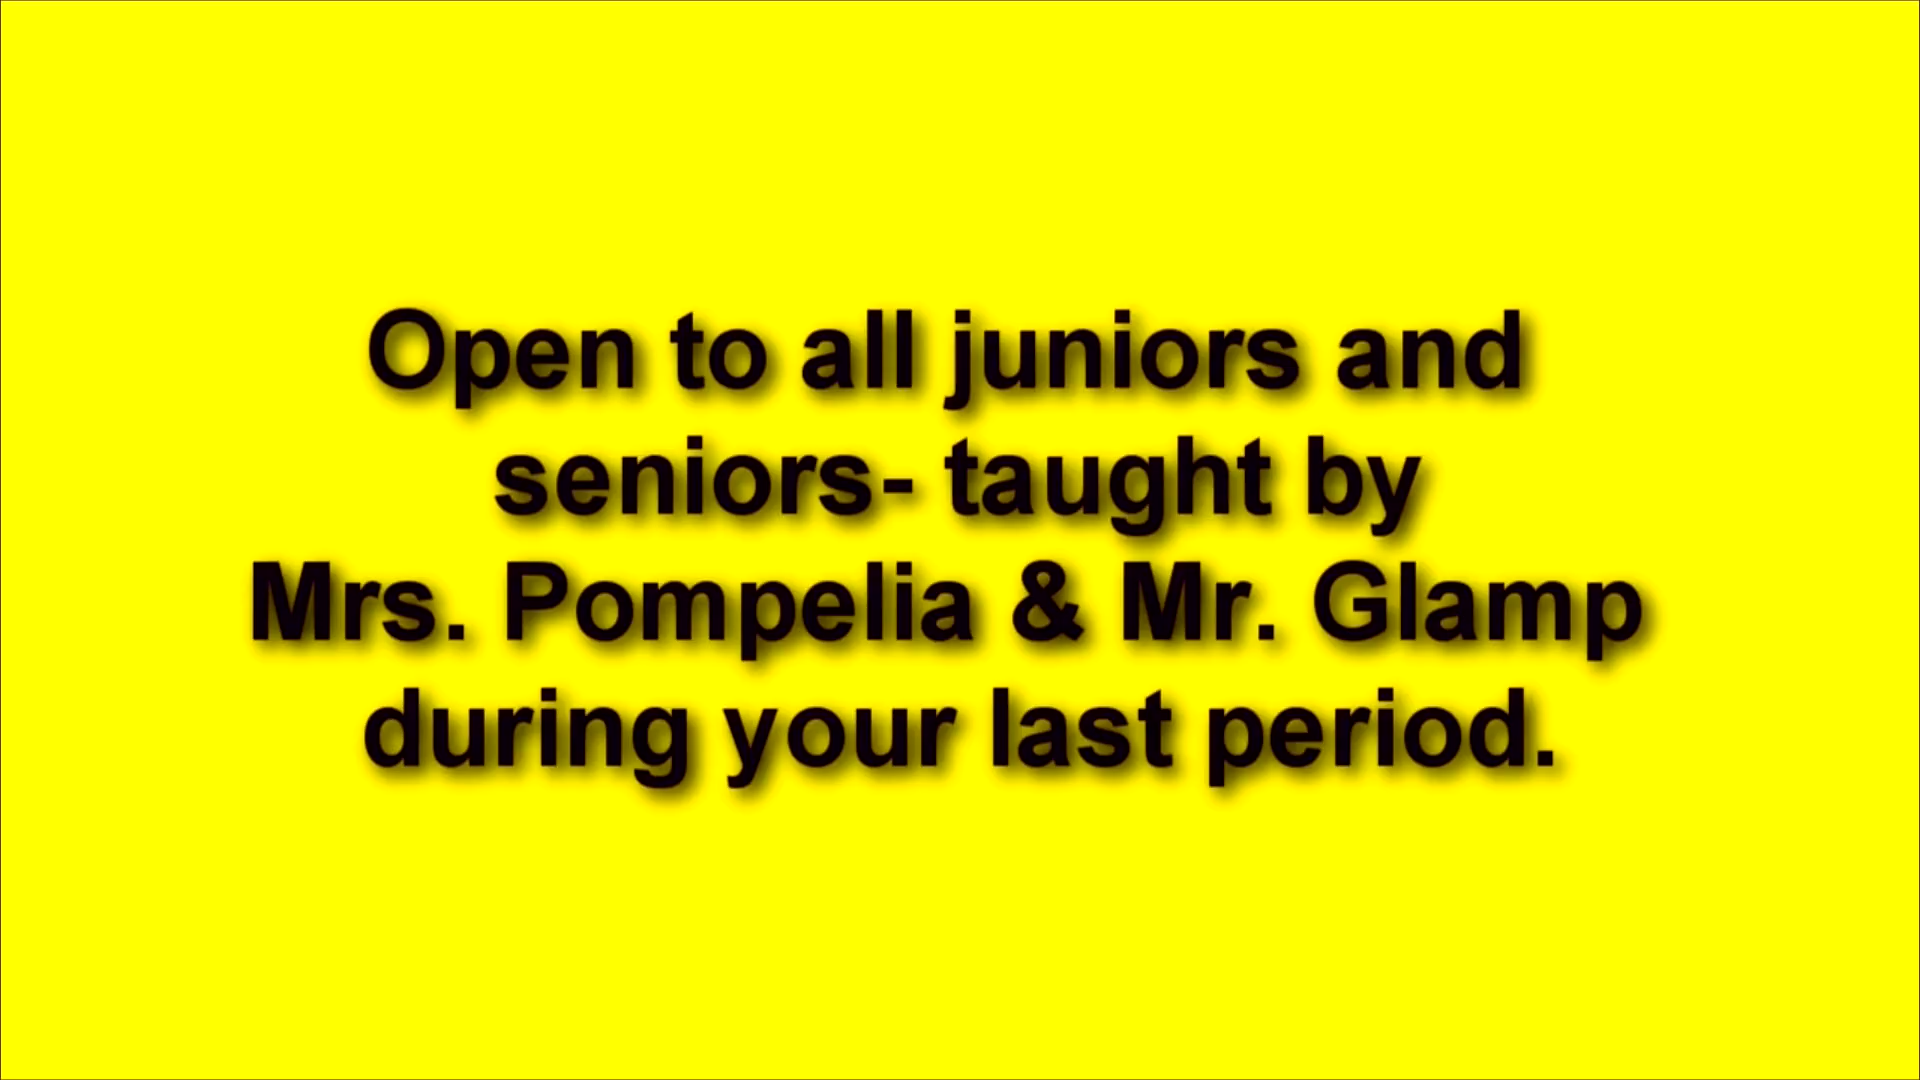 Open to all juniors and
seniors- taught by
Mrs. Pompelia & Mr. Glamp
during your last period.